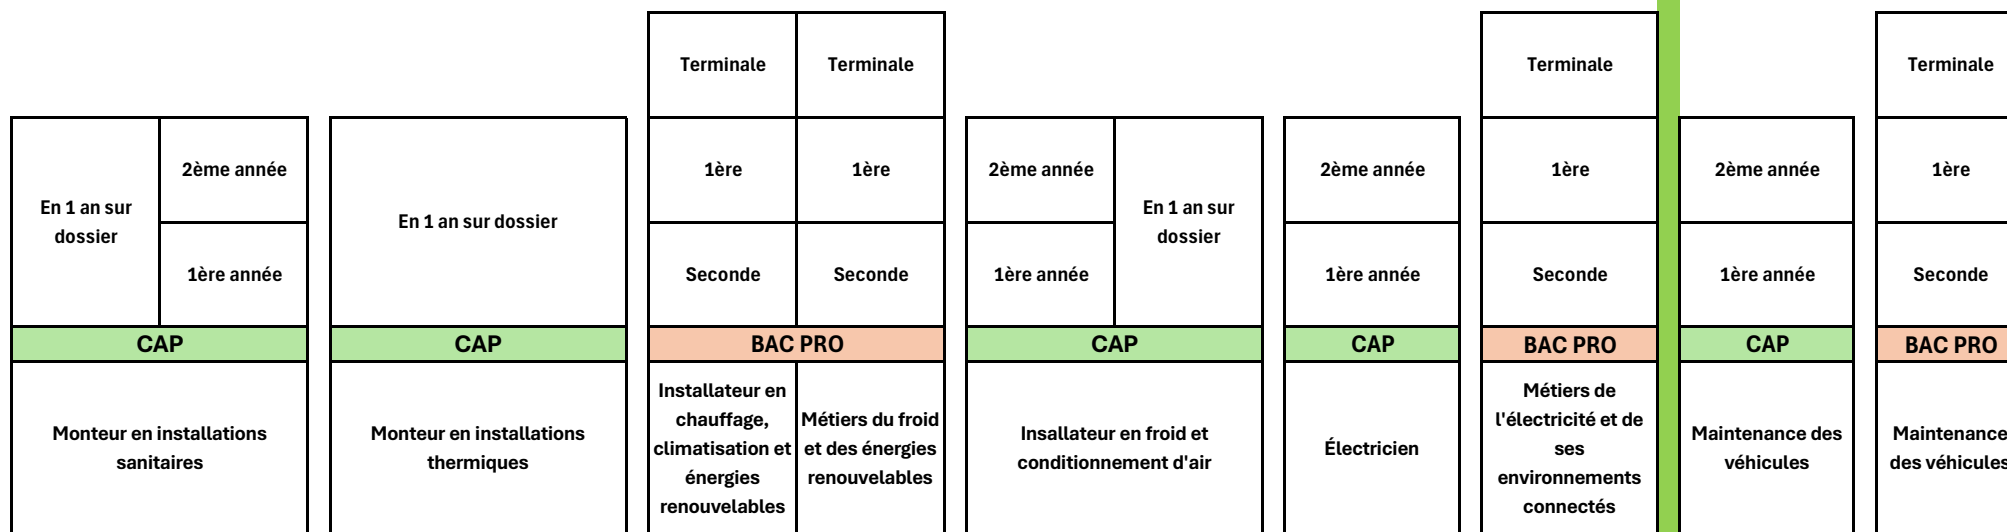 Terminale
Terminale
Terminale
Terminale
En 1 an sur
dossier
2ème année
1ère année
En 1 an sur dossier
1ère
1ère
Seconde
Seconde
2ème année
1ère année
En 1 an sur
dossier
2ème année
1ère année
1ère
Seconde
2ème année
1ère année
1ère
Seconde
CAP
CAP
BAC PRO
CAP
CAP
BAC PRO
CAP
BAC PRO
Monteur en installations
sanitaires
Monteur en installations
thermiques
Installateur en
chauffage,
climatisation et
énergies
renouvelables
Métiers du froid
et des énergies
renouvelables
Insallateur en froid et
conditionnement d'air
Électricien
Métiers de
l'électricité et de
ses
environnements
connectés
Maintenance des
véhicules
Maintenance
des véhicules